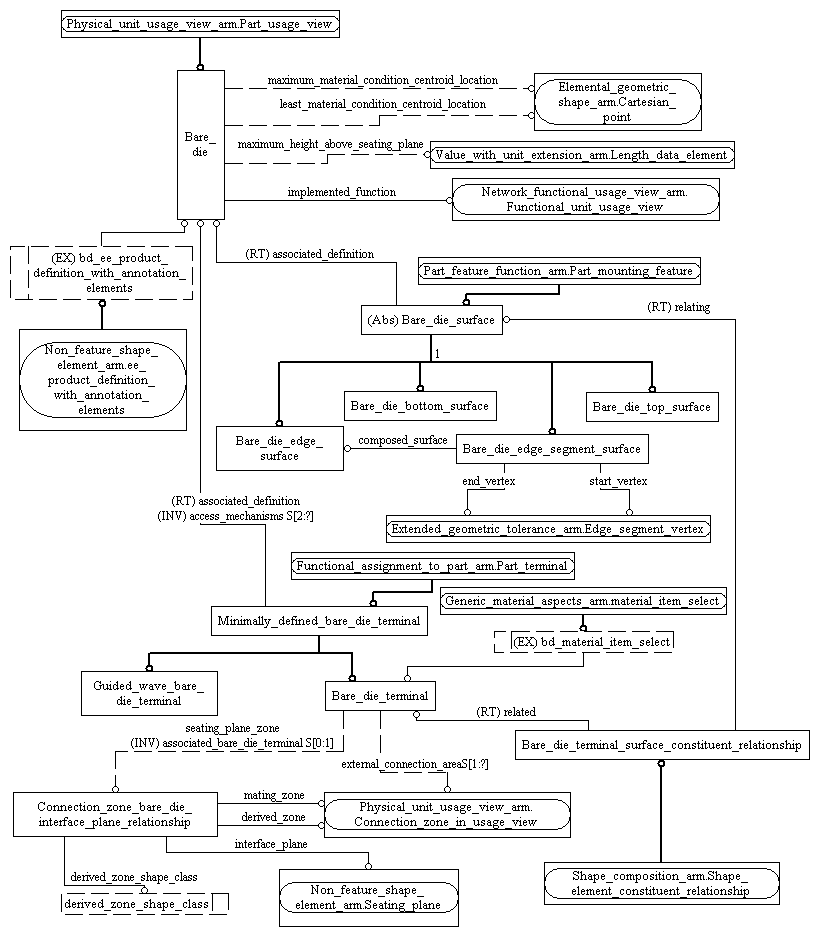 Physical_unit_usage_view_arm.Part_usage_view
maximum_material_condition_centroid_location
Elemental_geometric_
shape_arm.Cartesian_
point
least_material_condition_centroid_location
Bare_
die
maximum_height_above_seating_plane
Value_with_unit_extension_arm.Length_data_element
implemented_function
Network_functional_usage_view_arm.
Functional_unit_usage_view
(EX) bd_ee_product_
definition_with_annotation_
elements
(RT) associated_definition
Part_feature_function_arm.Part_mounting_feature
(Abs) Bare_die_surface
(RT) relating
Non_feature_shape_
element_arm.ee_
product_definition_
with_annotation_
elements
1
Bare_die_bottom_surface
Bare_die_top_surface
Bare_die_edge_
surface
composed_surface
Bare_die_edge_segment_surface
end_vertex
start_vertex
(RT) associated_definition
(INV) access_mechanisms S[2:?]
Extended_geometric_tolerance_arm.Edge_segment_vertex
Functional_assignment_to_part_arm.Part_terminal
Generic_material_aspects_arm.material_item_select
Minimally_defined_bare_die_terminal
(EX) bd_material_item_select
Guided_wave_bare_
die_terminal
Bare_die_terminal
(RT) related
seating_plane_zone
(INV) associated_bare_die_terminal S[0:1]
Bare_die_terminal_surface_constituent_relationship
external_connection_areaS[1:?]
Connection_zone_bare_die_
interface_plane_relationship
mating_zone
derived_zone
Physical_unit_usage_view_arm.
Connection_zone_in_usage_view
interface_plane
derived_zone_shape_class
derived_zone_shape_class
Non_feature_shape_
element_arm.Seating_plane
Shape_composition_arm.Shape_
element_constituent_relationship